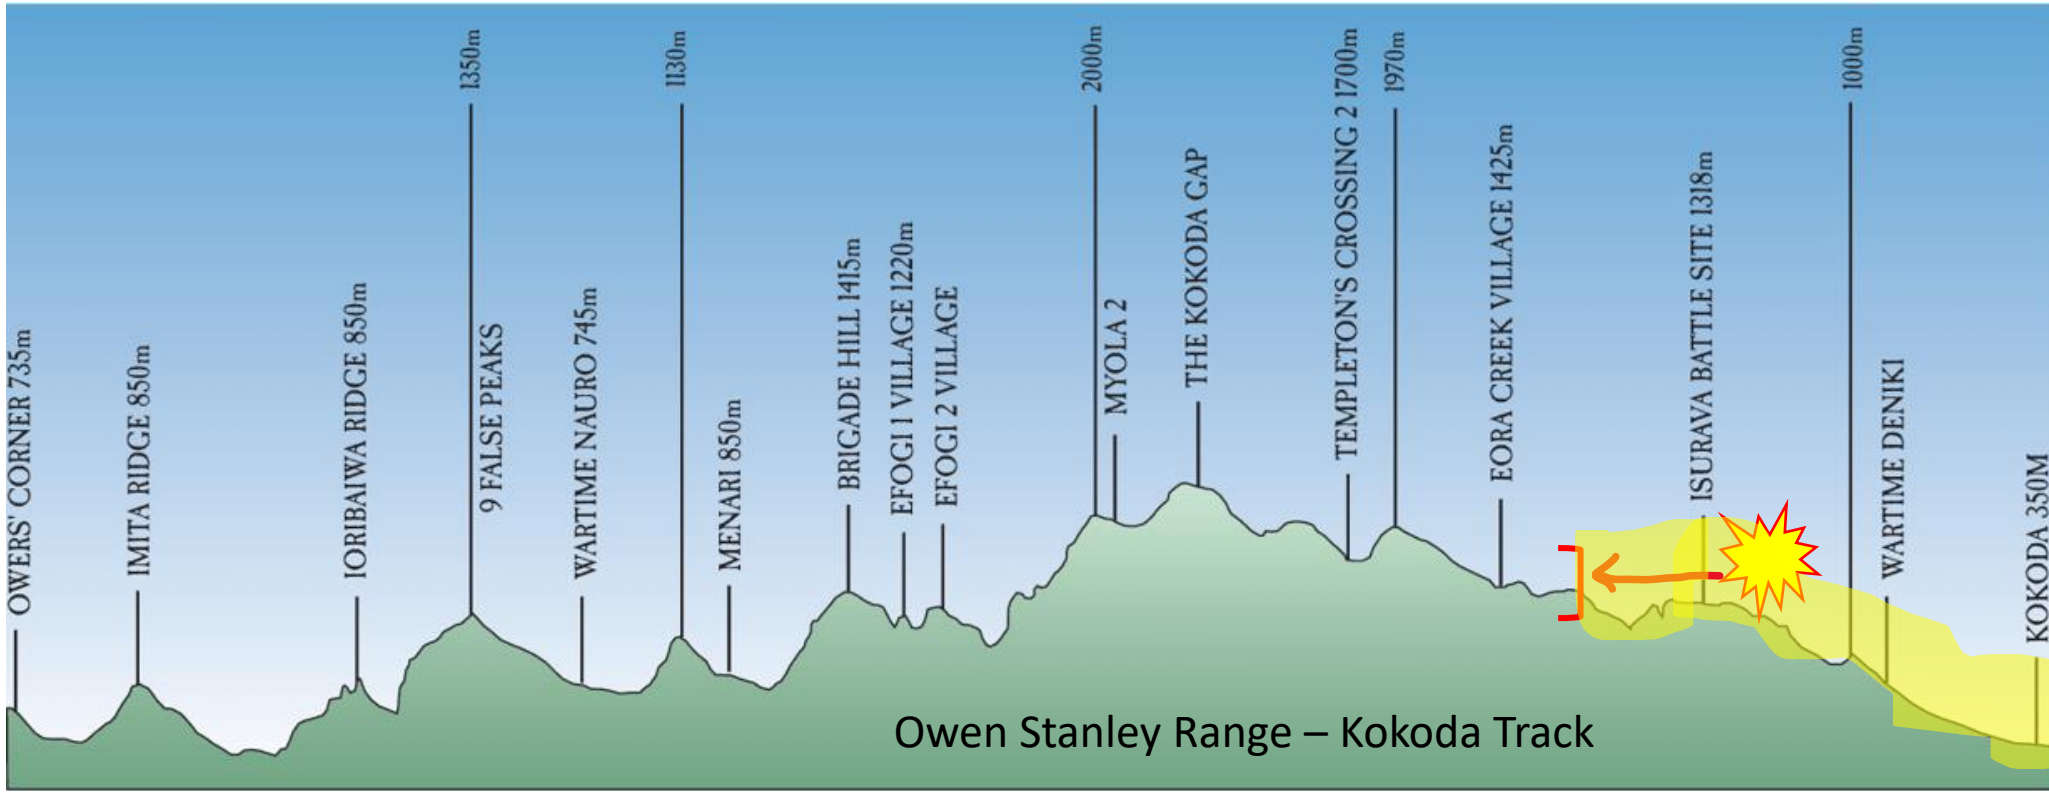 OWERS' CORNER 735m
IMITA RIDGE 850m
IORIBAIWA RIDGE 850m
1350m
9 FALSE PEAKS
WARTIME NAURO 745m
1130m
MENARI 850m
BRIGADE HILL 1415m
EFOGI 1 VILLAGE 1220m
EFOGI 2 VILLAGE
2000m
MYOLA 2
THE KOKODA GAP
TEMPLETON'S CROSSING 2 1700m
1970m
EORA CREEK VILLAGE 1425m
ISURAVA BATTLE SITE 1318m
1000m
WARTIME DENIKI
KOKODA 350M
Owen Stanley Range – Kokoda Track